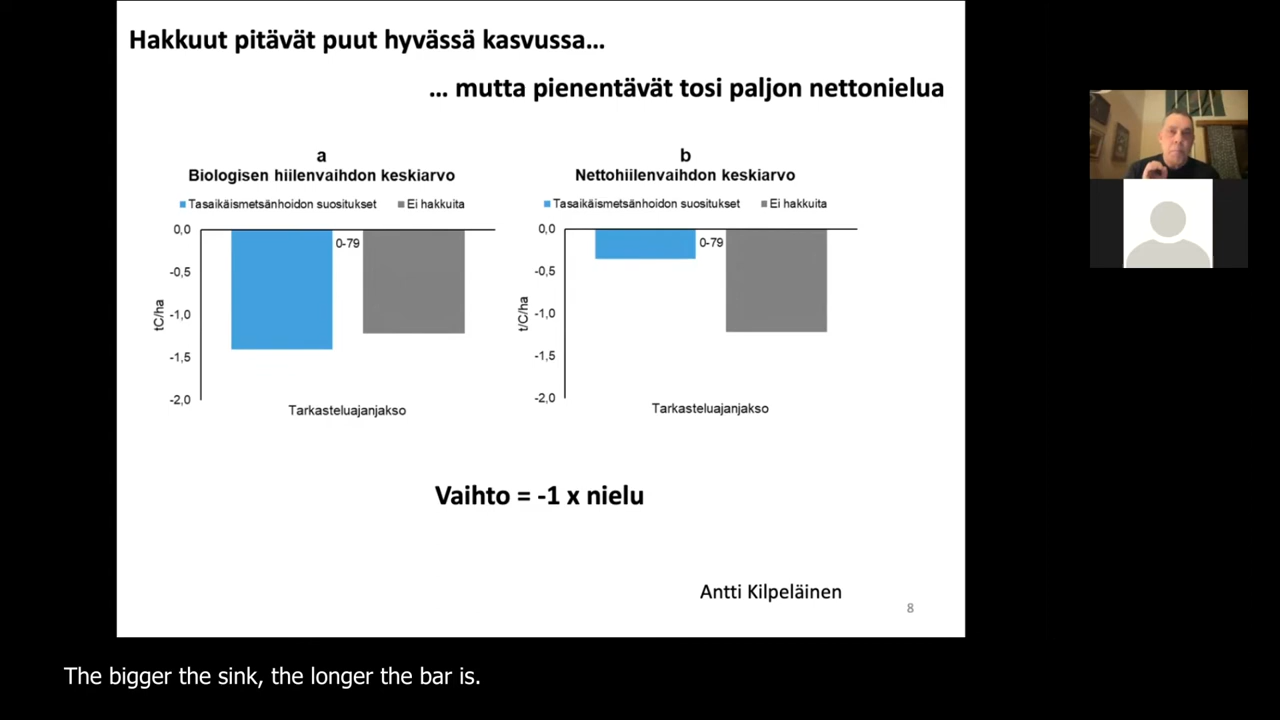 Hakkuut pitävät puut hyvässä kasvussa...
... mutta pienentävät tosi paljon nettonielua
a
Biologisen hiilenvaihdon keskiarvo
Tasaikäismetsänhoidon suositukset Ei hakkuita
0,0
0-79
-0,5
-1,0
-1,5
-2,0
tC/ha
Tarkasteluajanjakso
b
Nettohiilenvaihdon keskiarvo
Tasaikäismetsänhoidon suositukset Ei hakkuita
0,0
0-79
-0,5
-1,0
-1,5
-2,0
t/C/ha
Tarkasteluajanjakso
Vaihto = -1 x nielu
Antti Kilpeläinen
8
The bigger the sink, the longer the bar is.